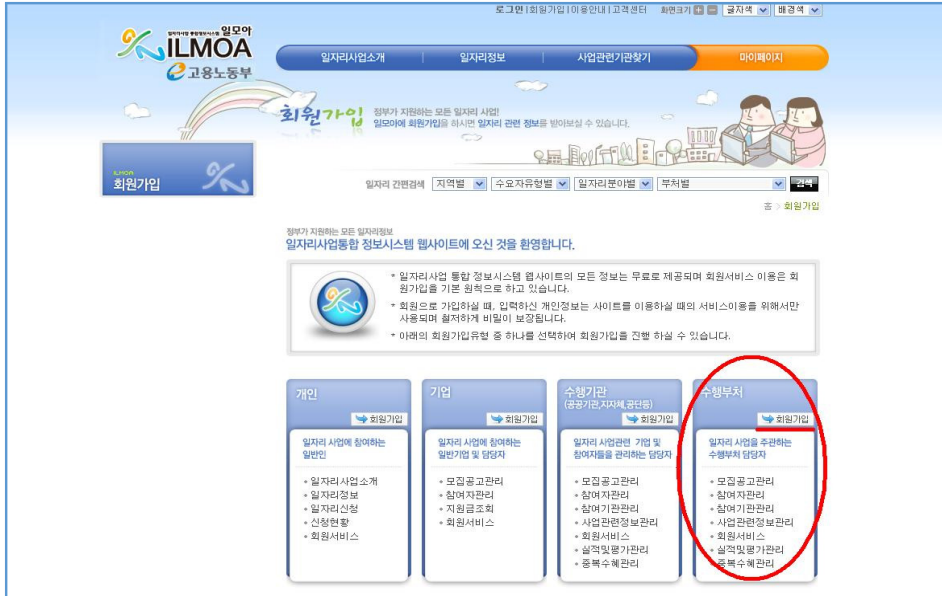 로그인 | 회원가입 | 이용안내 | 고객센터 화면크기 글자색 배경색
일자리사업 통합정보시스템 일모아
ILMOA
고용노동부
일자리사업소개 일자리정보 사업관련기관찾기 마이페이지
회원가입
정부가 지원하는 모든 일자리 사업!
일모아에 회원가입을 하시면 일자리 관련 정보를 받아보실 수 있습니다.
ILMOA
회원가입
일자리 간편검색 지역별 수요자유형별 일자리분야별 부처별 검색
홈 > 회원가입
정부가 지원하는 모든 일자리정보
일자리사업통합 정보시스템 웹사이트에 오신 것을 환영합니다.
* 일자리사업 통합 정보시스템 웹사이트의 모든 정보는 무료로 제공되며 회원서비스 이용은 회
원가입을 기본 원칙으로 하고 있습니다.
* 회원으로 가입하실 때, 입력하신 개인정보는 사이트를 이용하실 때의 서비스이용을 위해서만
사용되며 철저하게 비밀이 보장됩니다.
* 아래의 회원가입유형 중 하나를 선택하여 회원가입을 진행 하실 수 있습니다.
개인
회원가입
일자리 사업에 참여하는
일반인
일자리사업소개
일자리정보
일자리신청
신청현황
회원서비스
기업
회원가입
일자리 사업에 참여하는
일반기업 및 담당자
모집공고관리
참여자관리
지원금조회
회원서비스
수행기관
(공공기관,지자체,공단등)
회원가입
일자리 사업관련 기업 및
참여자들을 관리하는 담당자
모집공고관리
참여자관리
참여기관관리
사업관련정보관리
회원서비스
실적및평가관리
중복수혜관리
수행부처
회원가입
일자리 사업을 주관하는
수행부처 담당자
모집공고관리
참여자관리
참여기관관리
사업관련정보관리
회원서비스
실적및평가관리
중복수혜관리